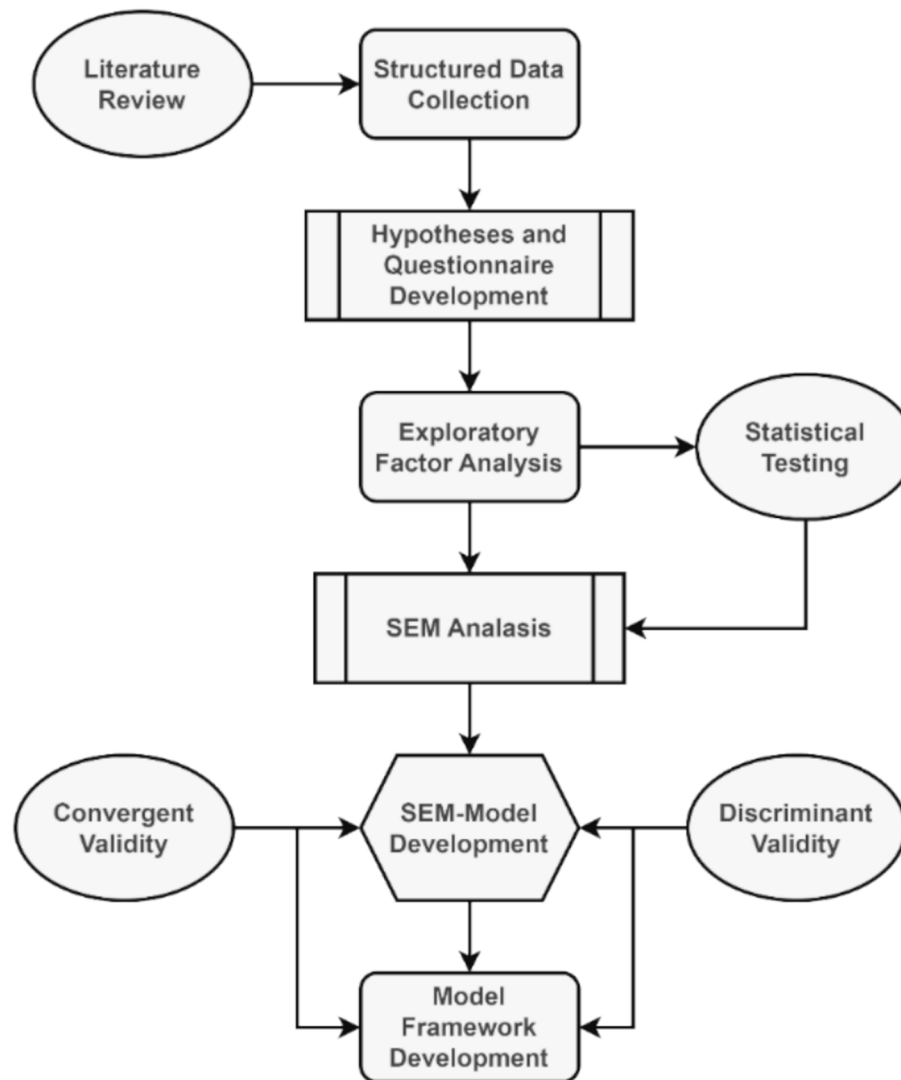 Literature
Review
Structured Data
Collection
Hypotheses and
Questionnaire
Development
Exploratory
Factor Analysis
Statistical
Testing
SEM Analasis
Convergent
Validity
SEM-Model
Development
Discriminant
Validity
Model
Framework
Development